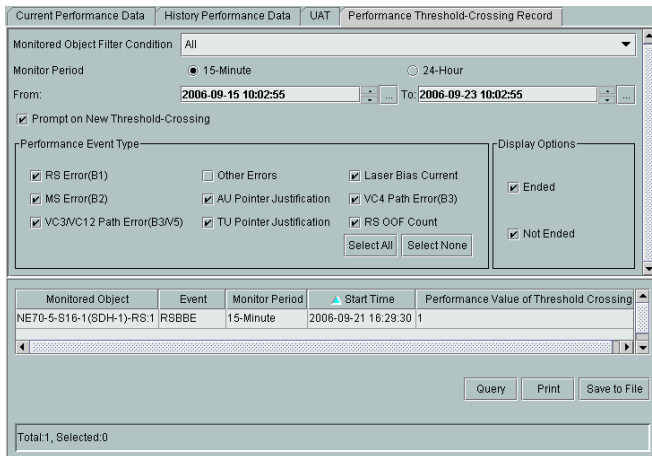 Current Performance Data History Performance Data UAT Performance Threshold-Crossing Record
Monitored Object Filter Condition All
Monitor Period 15-Minute 24-Hour
From: 2006-09-15 10:02:55 ... To: 2006-09-23 10:02:55 ...
Prompt on New Threshold-Crossing
Performance Event Type Display Options
RS Error(B1) Other Errors Laser Bias Current
Ended
MS Error(B2) AU Pointer Justification VC4 Path Error(B3)
VC3/VC12 Path Error(B3/V5) TU Pointer Justification RS OOF Count
Not Ended
Select All Select None
Monitored Object Event Monitor Period Start Time Performance Value of Threshold Crossing
NE70-5-S16-1(SDH-1)-RS:1 RSBBE 15-Minute 2006-09-21 16:29:30 1
Query Print Save to File
Total:1, Selected:0